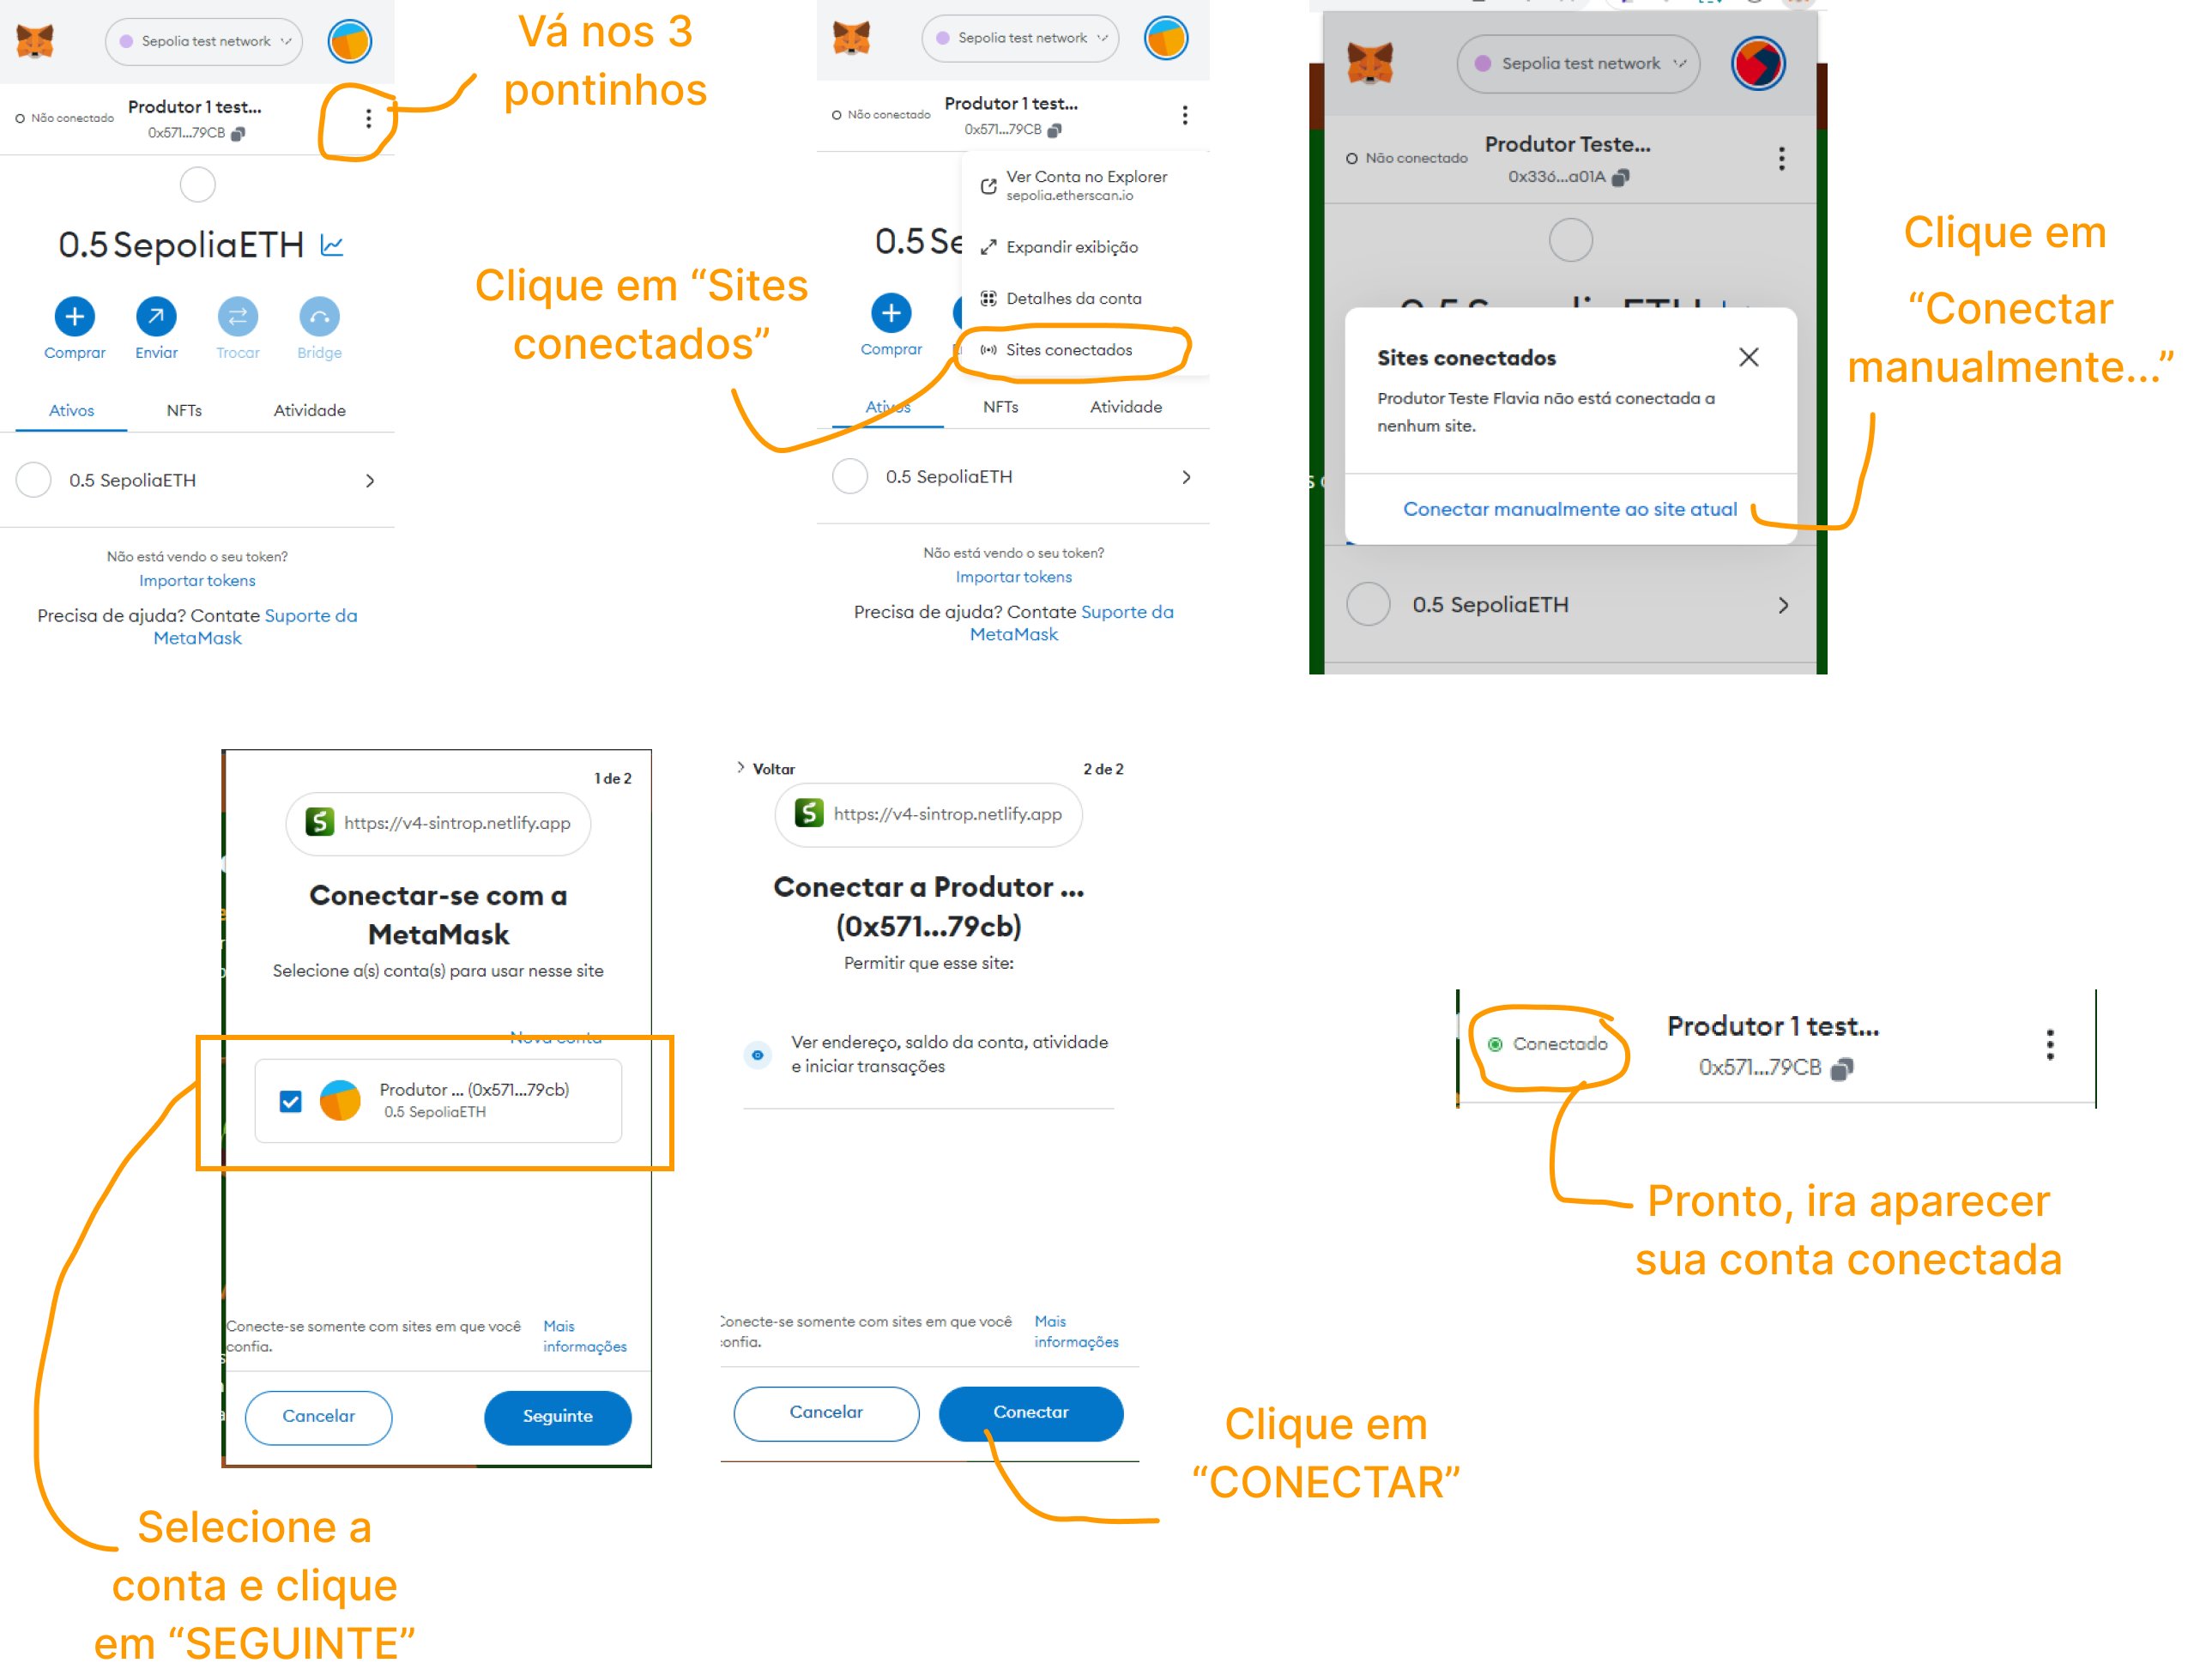 Sepolia test network
Não conectado
Produtor 1 test...
0x571...79CB
0.5 SepoliaETH
Comprar
Enviar
Trocar
Bridge
Ativos
NFTs
Atividade
0.5 SepoliaETH
Não está vendo o seu token?
Importar tokens
Precisa de ajuda? Contate Suporte da
MetaMask
Vá nos 3
pontinhos
Sepolia test network
Não conectado
Produtor 1 test...
0x571...79CB
Ver Conta no Explorer
sepolia.etherscan.io
Expandir exibição
Detalhes da conta
Sites conectados
0.5 Se
Comprar
Ativos
NFTs
Atividade
0.5 SepoliaETH
Não está vendo o seu token?
Importar tokens
Precisa de ajuda? Contate Suporte da
MetaMask
Clique em “Sites
conectados”
Sepolia test network
Não conectado
Produtor Teste...
0x336...a01A
Sites conectados
Produtor Teste Flavia não está conectada a
nenhum site.
Conectar manualmente ao site atual
0.5 SepoliaETH
Clique em
“Conectar
manualmente...”
1 de 2
https://v4-sintrop.netlify.app
Conectar-se com a
MetaMask
Selecione a(s) conta(s) para usar nesse site
Nova conta
Produtor ... (0x571...79cb)
0.5 SepoliaETH
Conecte-se somente com sites em que você
confia.
Mais
informações
Cancelar
Seguinte
Selecione a
conta e clique
em “SEGUINTE”
Voltar
2 de 2
https://v4-sintrop.netlify.app
Conectar a Produtor ...
(0x571...79cb)
Permitir que esse site:
Ver endereço, saldo da conta, atividade
e iniciar transações
Conecte-se somente com sites em que você
confia.
Mais
informações
Cancelar
Conectar
Clique em
“CONECTAR”
Conectado
Produtor 1 test...
0x571...79CB
Pronto, ira aparecer
sua conta conectada